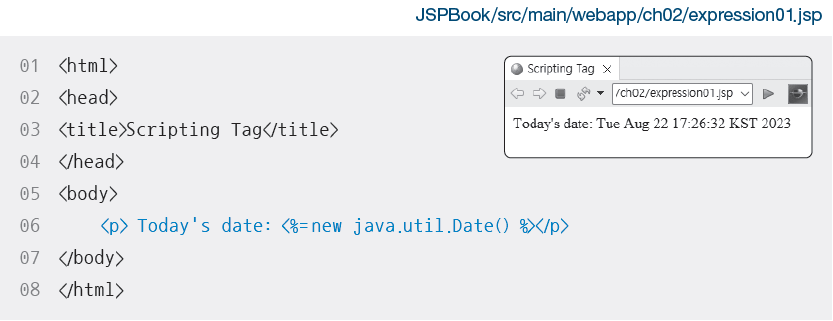 JSPBook/src/main/webapp/ch02/expression01.jsp
01 <html>
02 <head>
03 <title>Scripting Tag</title>
04 </head>
05 <body>
06 <p> Today's date: <%=new java.util.Date() %></p>
07 </body>
08 </html>
Scripting Tag
/ch02/expression01.jsp
Today's date: Tue Aug 22 17:26:32 KST 2023